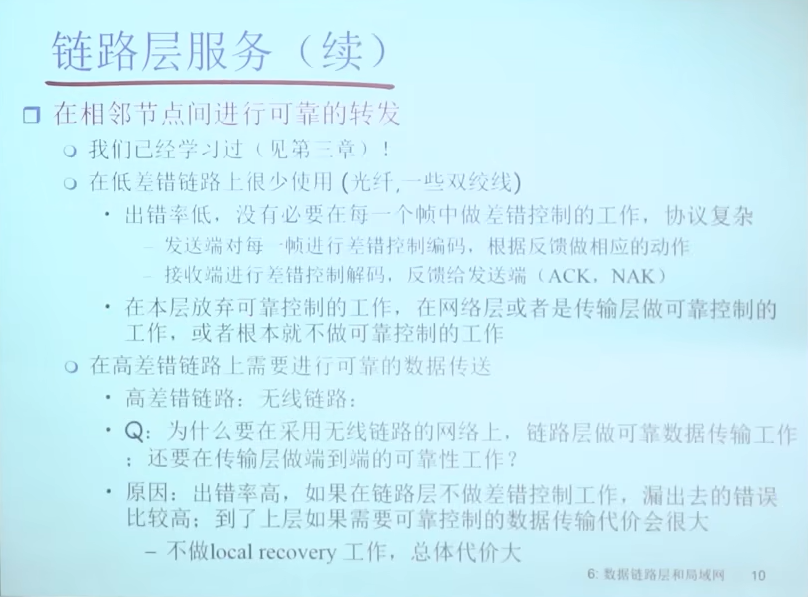 链路层服务（续）
在相邻节点间进行可靠的转发
我们已经学习过（见第三章）！
在低差错链路上很少使用 (光纤,一些双绞线)
出错率低，没有必要在每一个帧中做差错控制的工作，协议复杂
– 发送端对每一帧进行差错控制编码，根据反馈做相应的动作
– 接收端进行差错控制解码，反馈给发送端（ACK，NAK）
在本层放弃可靠控制的工作，在网络层或者是传输层做可靠控制的
工作，或者根本就不做可靠控制的工作
在高差错链路上需要进行可靠的数据传送
高差错链路：无线链路：
Q：为什么要在采用无线链路的网络上，链路层做可靠数据传输工作
；还要在传输层做端到端的可靠性工作？
原因：出错率高，如果在链路层不做差错控制工作，漏出去的错误
比较高；到了上层如果需要可靠控制的数据传输代价会很大
– 不做local recovery 工作，总体代价大
6: 数据链路层和局域网 10